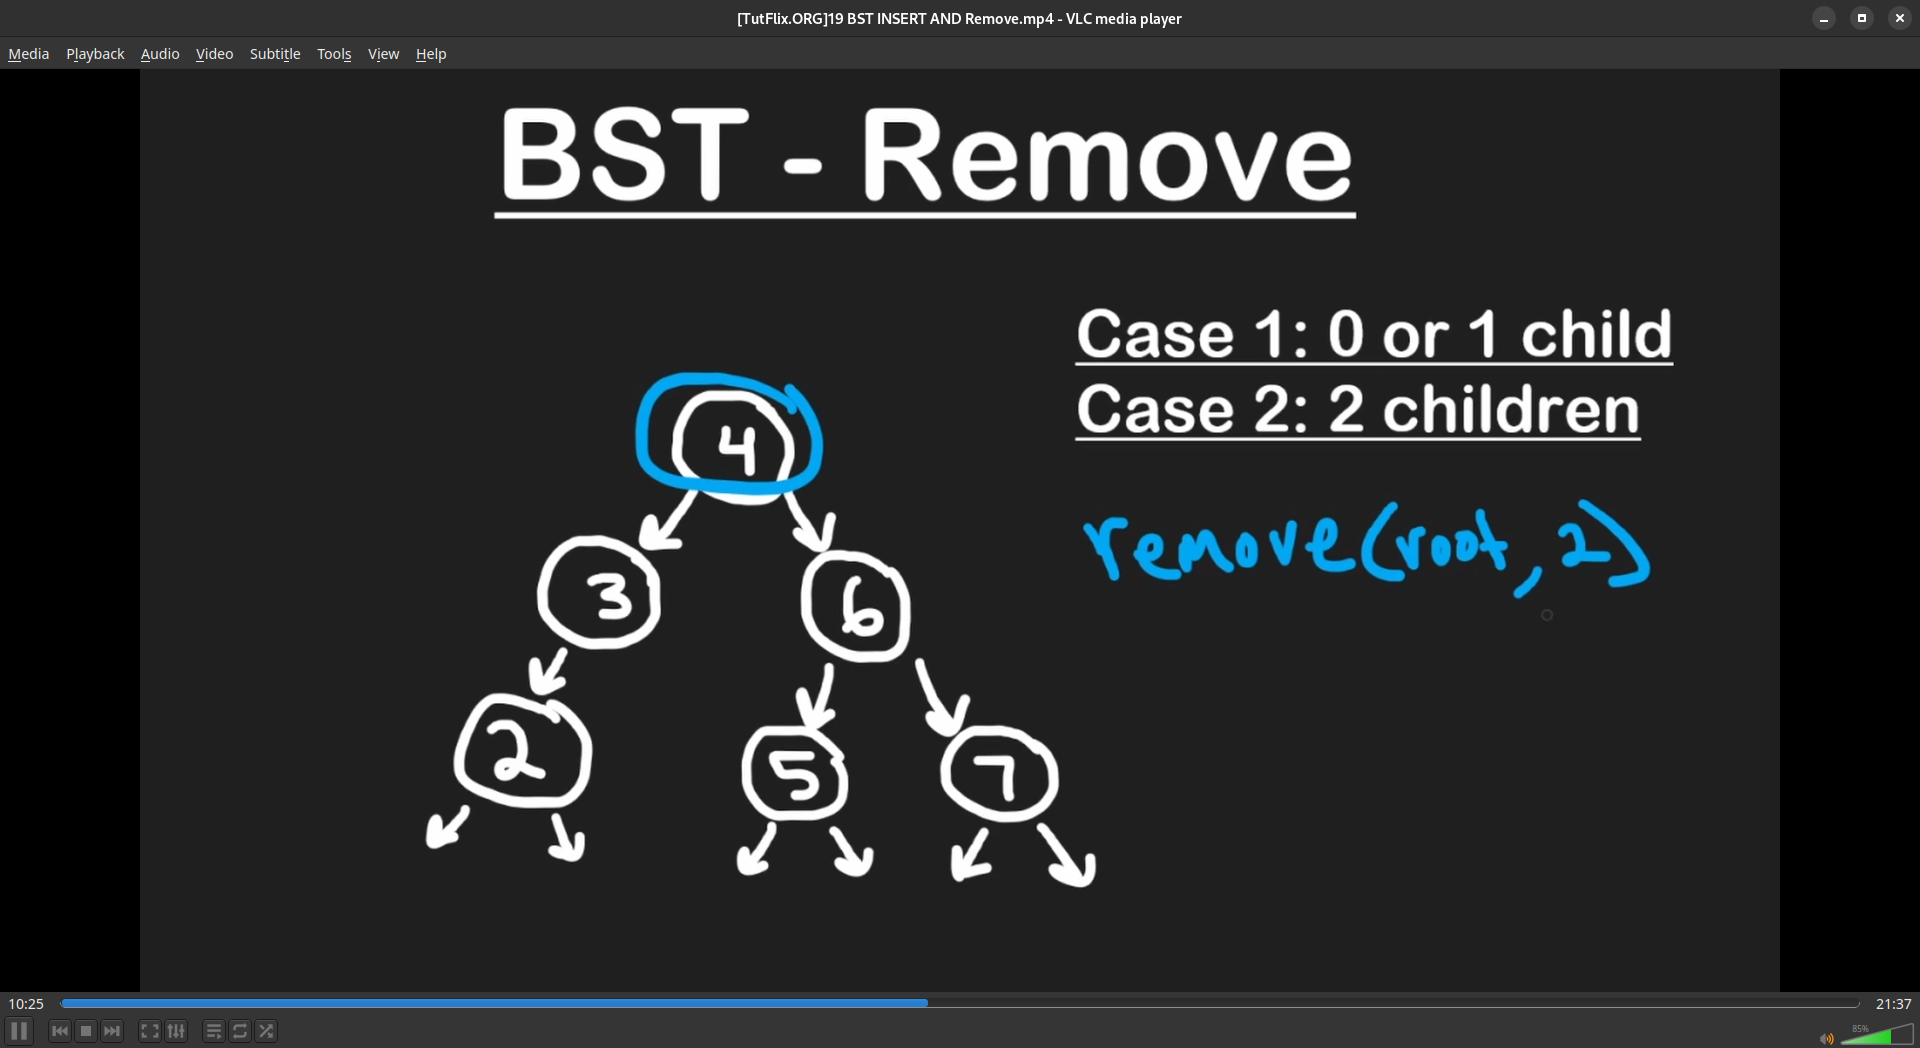 [TutFlix.ORG]19 BST INSERT AND Remove.mp4 - VLC media player
Media Playback Audio Video Subtitle Tools View Help
BST - Remove
Case 1: 0 or 1 child
Case 2: 2 children
remove(root, 2)
4
3
6
2
5
7
10:25
21:37
85%